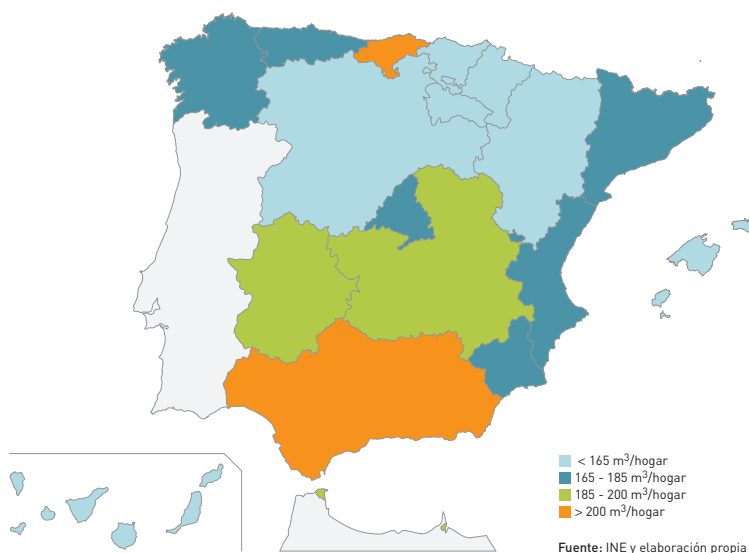 < 165 m³/hogar
165 - 185 m³/hogar
185 - 200 m³/hogar
> 200 m³/hogar
Fuente: INE y elaboración propia